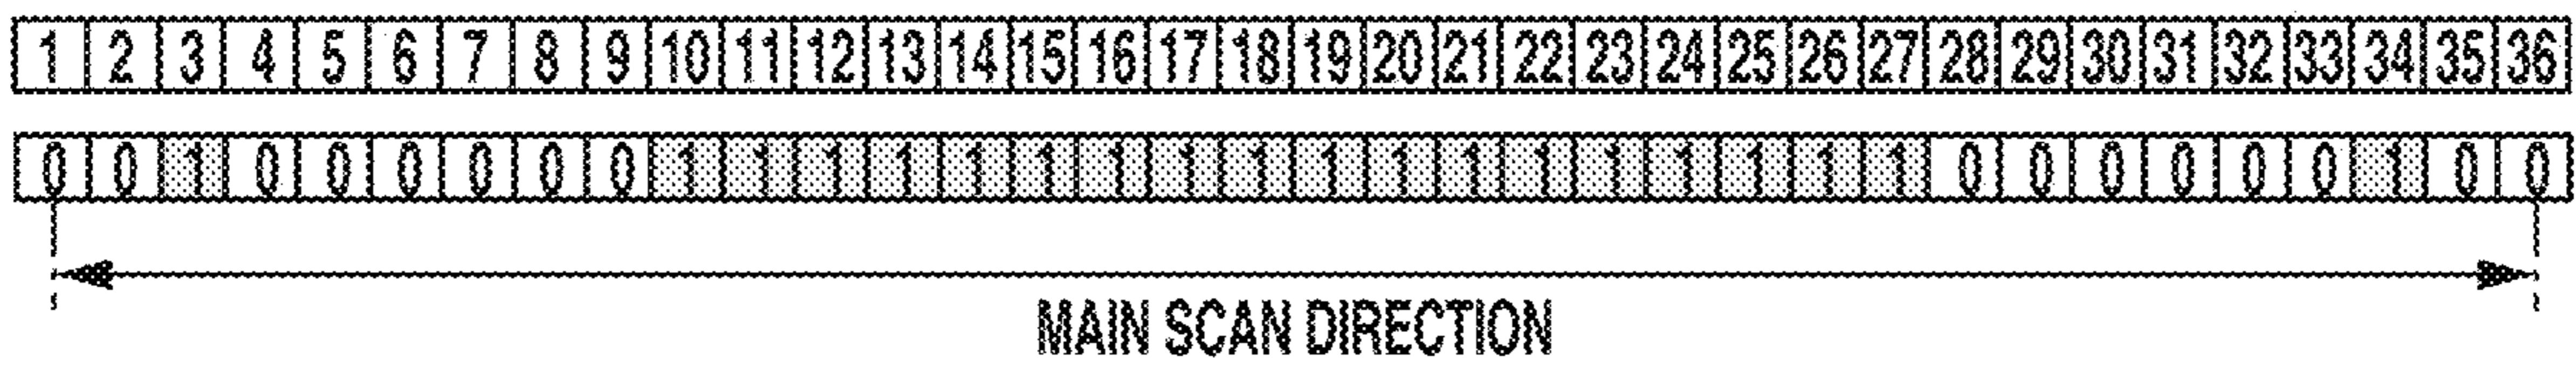 1 2 3 4 5 6 7 8 9 10 11 12 13 14 15 16 17 18 19 20 21 22 23 24 25 26 27 28 29 30 31 32 33 34 35 36
0 0 1 0 0 0 0 0 0 1 1 1 1 1 1 1 1 1 1 1 1 1 1 1 1 1 1 0 0 0 0 0 0 1 0 0
MAIN SCAN DIRECTION